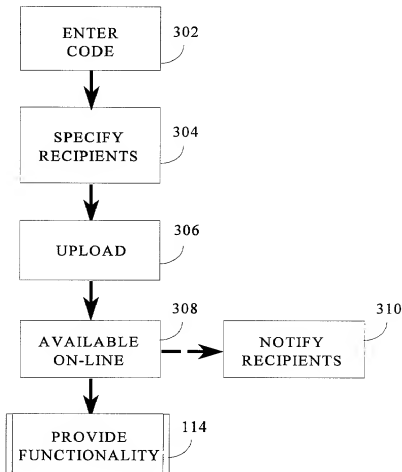 ENTER
CODE
302
SPECIFY
RECIPIENTS
304
UPLOAD
306
AVAILABLE
ON-LINE
308
NOTIFY
RECIPIENTS
310
PROVIDE
FUNCTIONALITY
114